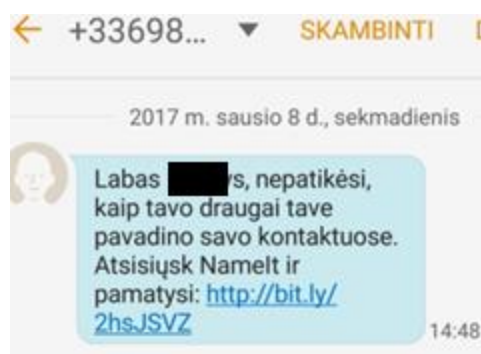 +33698... SKAMBINTI
2017 m. sausio 8 d., sekmadienis
Labas ys, nepatikėsi,
kaip tavo draugai tave
pavadino savo kontaktuose.
Atsisiųsk NameIt ir
pamatysi: http://bit.ly/
2hsJSVZ
14:48